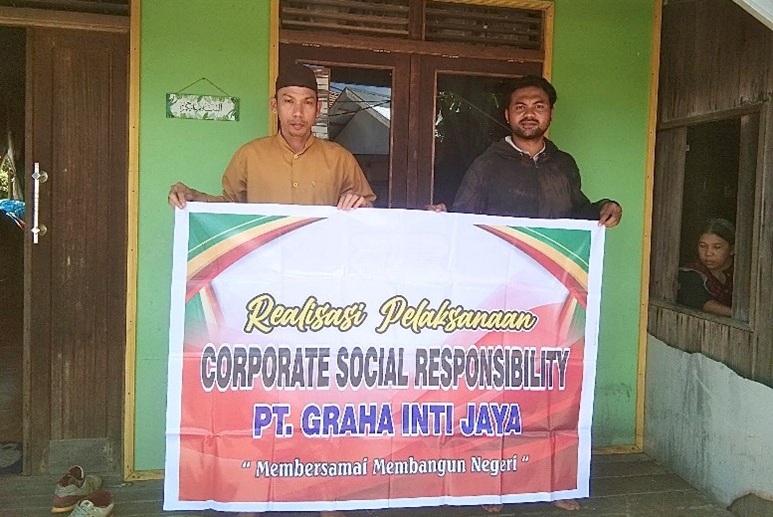 Realisasi Pelaksanaan
CORPORATE SOCIAL RESPONSIBILITY
PT. GRAHA INTI JAYA
“ Membersamai Membangun Negeri “